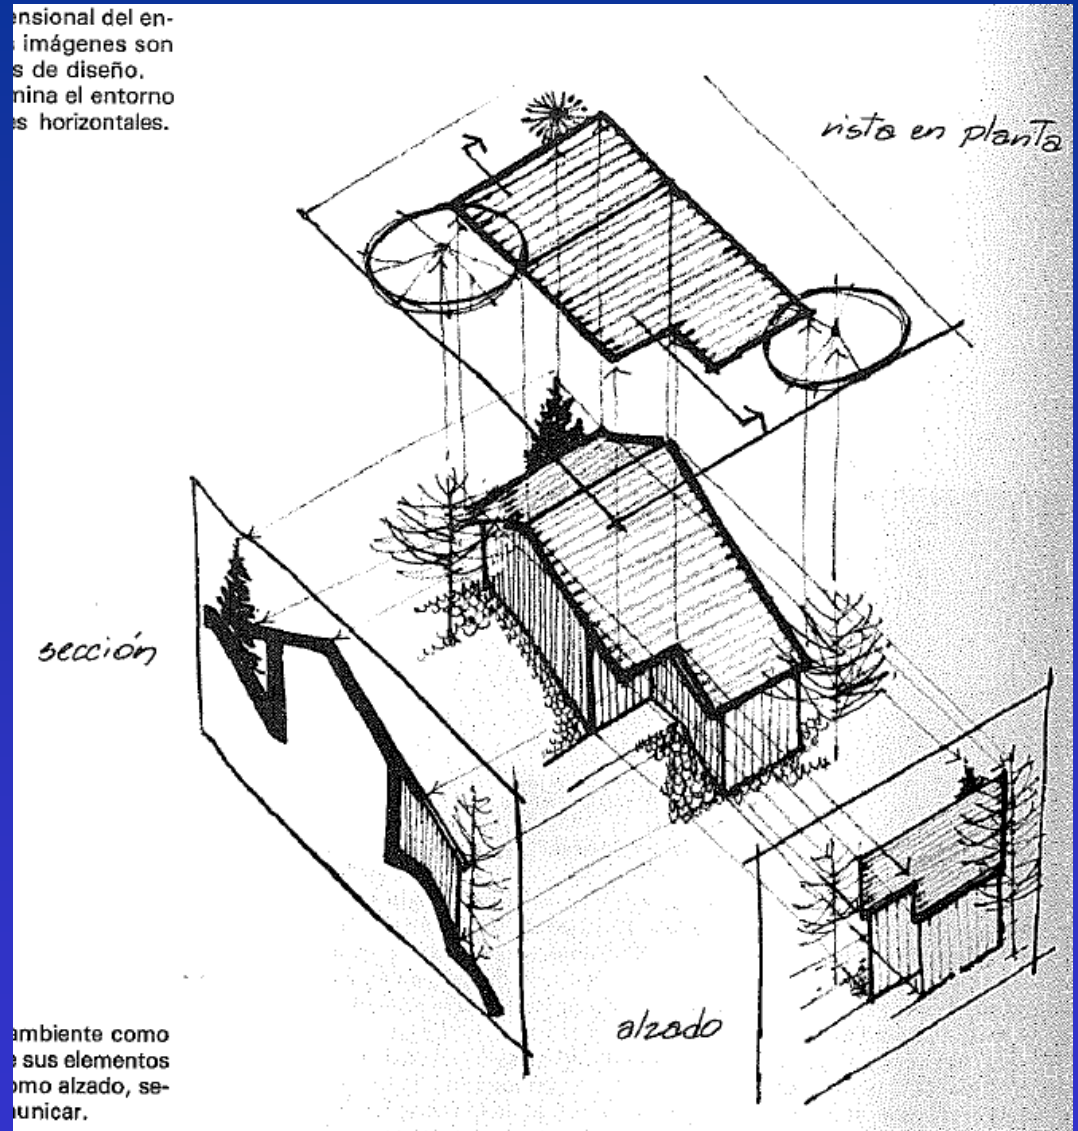 ensional del en-
imágenes son
s de diseño.
mina el entorno
es horizontales.
vista en planta
sección
alzado
ambiente como
e sus elementos
omo alzado, se-
unicar.